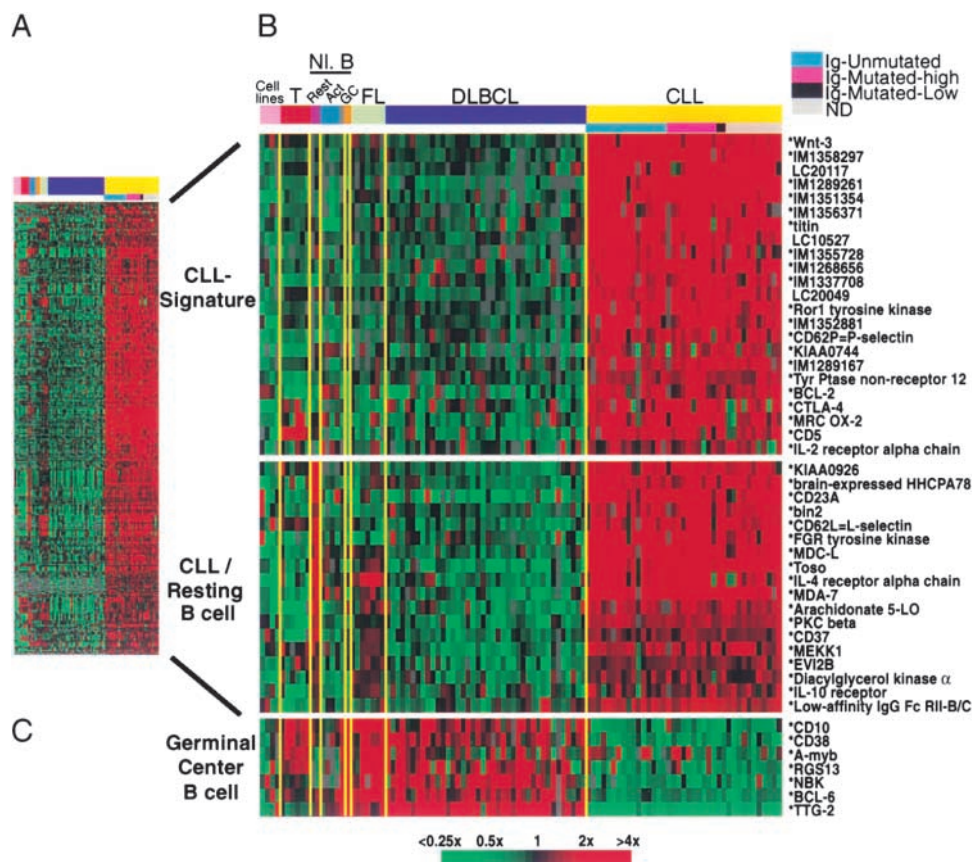 A
B
Nl. B
Cell lines
T
Rest
Act
GC
FL
DLBCL
CLL
Ig-Unmutated
Ig-Mutated-high
Ig-Mutated-Low
ND
CLL-
Signature
*Wnt-3
*IM1358297
LC20117
*IM1289261
*IM1351354
*IM1356371
*titin
LC10527
*IM1355728
*IM1268656
*IM1337708
LC20049
*Ror1 tyrosine kinase
*IM1352881
*CD62P=P-selectin
*KIAA0744
*IM1289167
*Tyr Ptase non-receptor 12
*BCL-2
*CTLA-4
*MRC OX-2
*CD5
*IL-2 receptor alpha chain
CLL /
Resting
B cell
*KIAA0926
*brain-expressed HHCPA78
*CD23A
*bin2
*CD62L=L-selectin
*FGR tyrosine kinase
*MDC-L
*Toso
*IL-4 receptor alpha chain
*MDA-7
*Arachidonate 5-LO
*PKC beta
*CD37
*MEKK1
*EVI2B
*Diacylglycerol kinase α
*IL-10 receptor
*Low-affinity IgG Fc RII-B/C
C
Germinal
Center
B cell
*CD10
*CD38
*A-myb
*RGS13
*NBK
*BCL-6
*TTG-2
<0.25x 0.5x 1 2x >4x